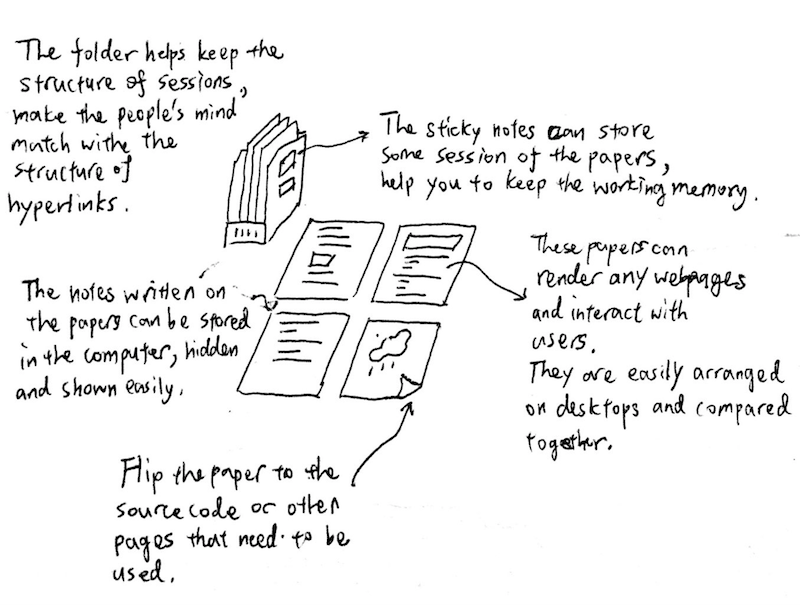 The folder helps keep the
structure of sessions,
make the people's mind
match withe the
structure of
hyperlinks.
The sticky notes can store
some session of the papers,
help you to keep the working memory.
These papers can
render any webpages
and interact with
users.
They are easily arranged
on desktops and compared
together.
The notes written on
the papers can be stored
in the computer, hidden
and shown easily.
Flip the paper to the
source code or other
pages that need to be
used.